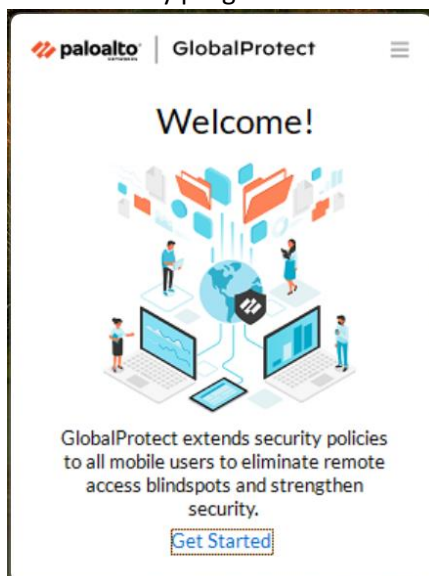 paloalto | GlobalProtect
Welcome!
GlobalProtect extends security policies
to all mobile users to eliminate remote
access blindspots and strengthen
security.
Get Started